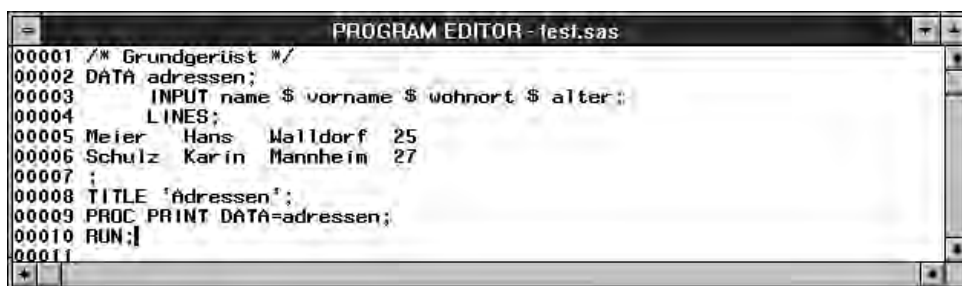 PROGRAM EDITOR - test.sas
00001 /* Grundgerüst */
00002 DATA adressen;
00003 INPUT name $ vorname $ wohnort $ alter;
00004 LINES;
00005 Meier Hans Walldorf 25
00006 Schulz Karin Mannheim 27
00007 ;
00008 TITLE 'Adressen';
00009 PROC PRINT DATA=adressen;
00010 RUN;
00011